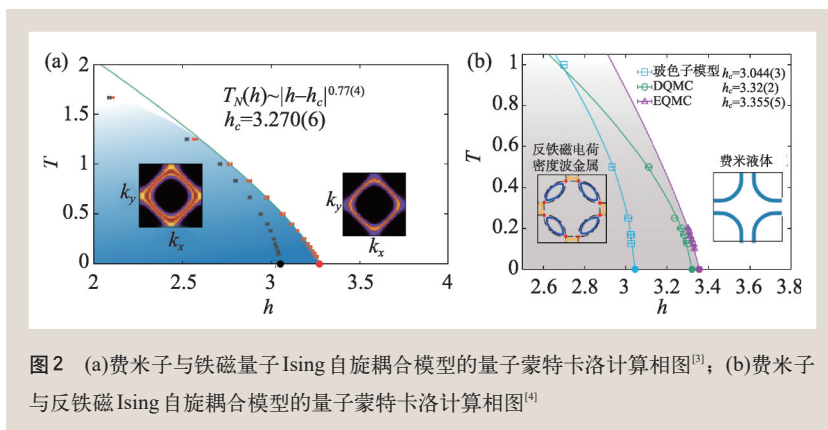 (a)
2
1.5
1
0.5
0
T
T_N(h)~|h–h_c|^0.77(4)
h_c=3.270(6)
k_y
k_x
k_y
k_x
2
2.5
3
3.5
4
h
(b)
1
0.8
0.6
0.4
0.2
0
T
玻色子模型 h_c=3.044(3)
DQMC h_c=3.32(2)
EQMC h_c=3.355(5)
反铁磁电荷
密度波金属
费米液体
2.6
2.8
3
3.2
3.4
3.6
3.8
h
图2 (a)费米子与铁磁量子Ising自旋耦合模型的量子蒙特卡洛计算相图[3]；(b)费米子
与反铁磁Ising自旋耦合模型的量子蒙特卡洛计算相图[4]